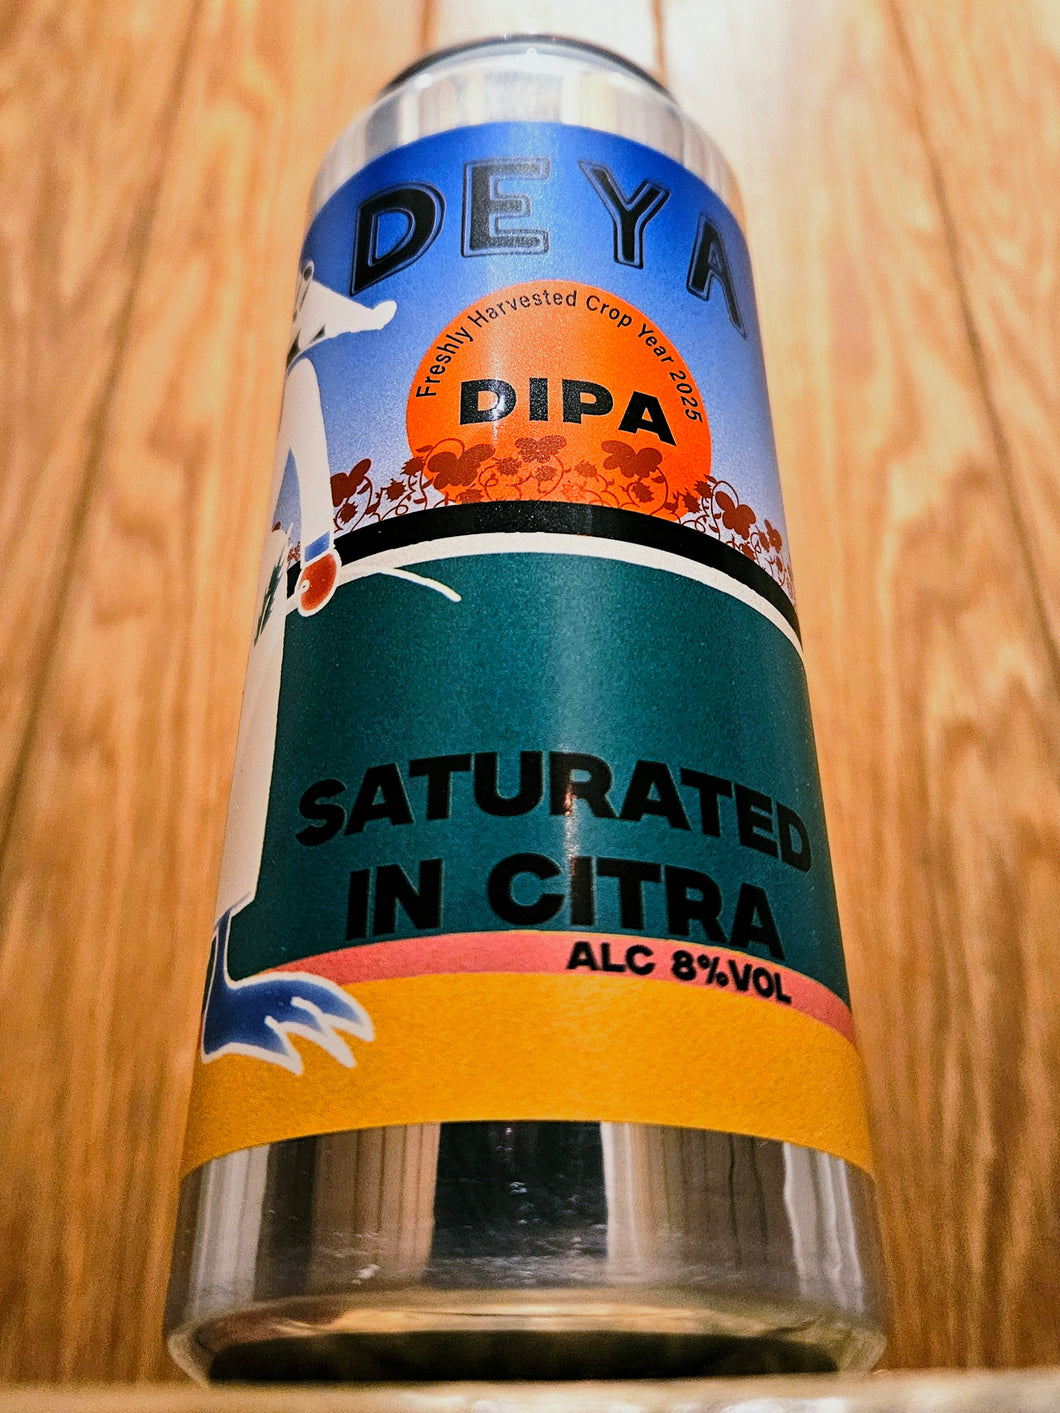 DEYA
Freshly Harvested Crop Year 2025
DIPA
SATURATED
IN CITRA
ALC 8%VOL